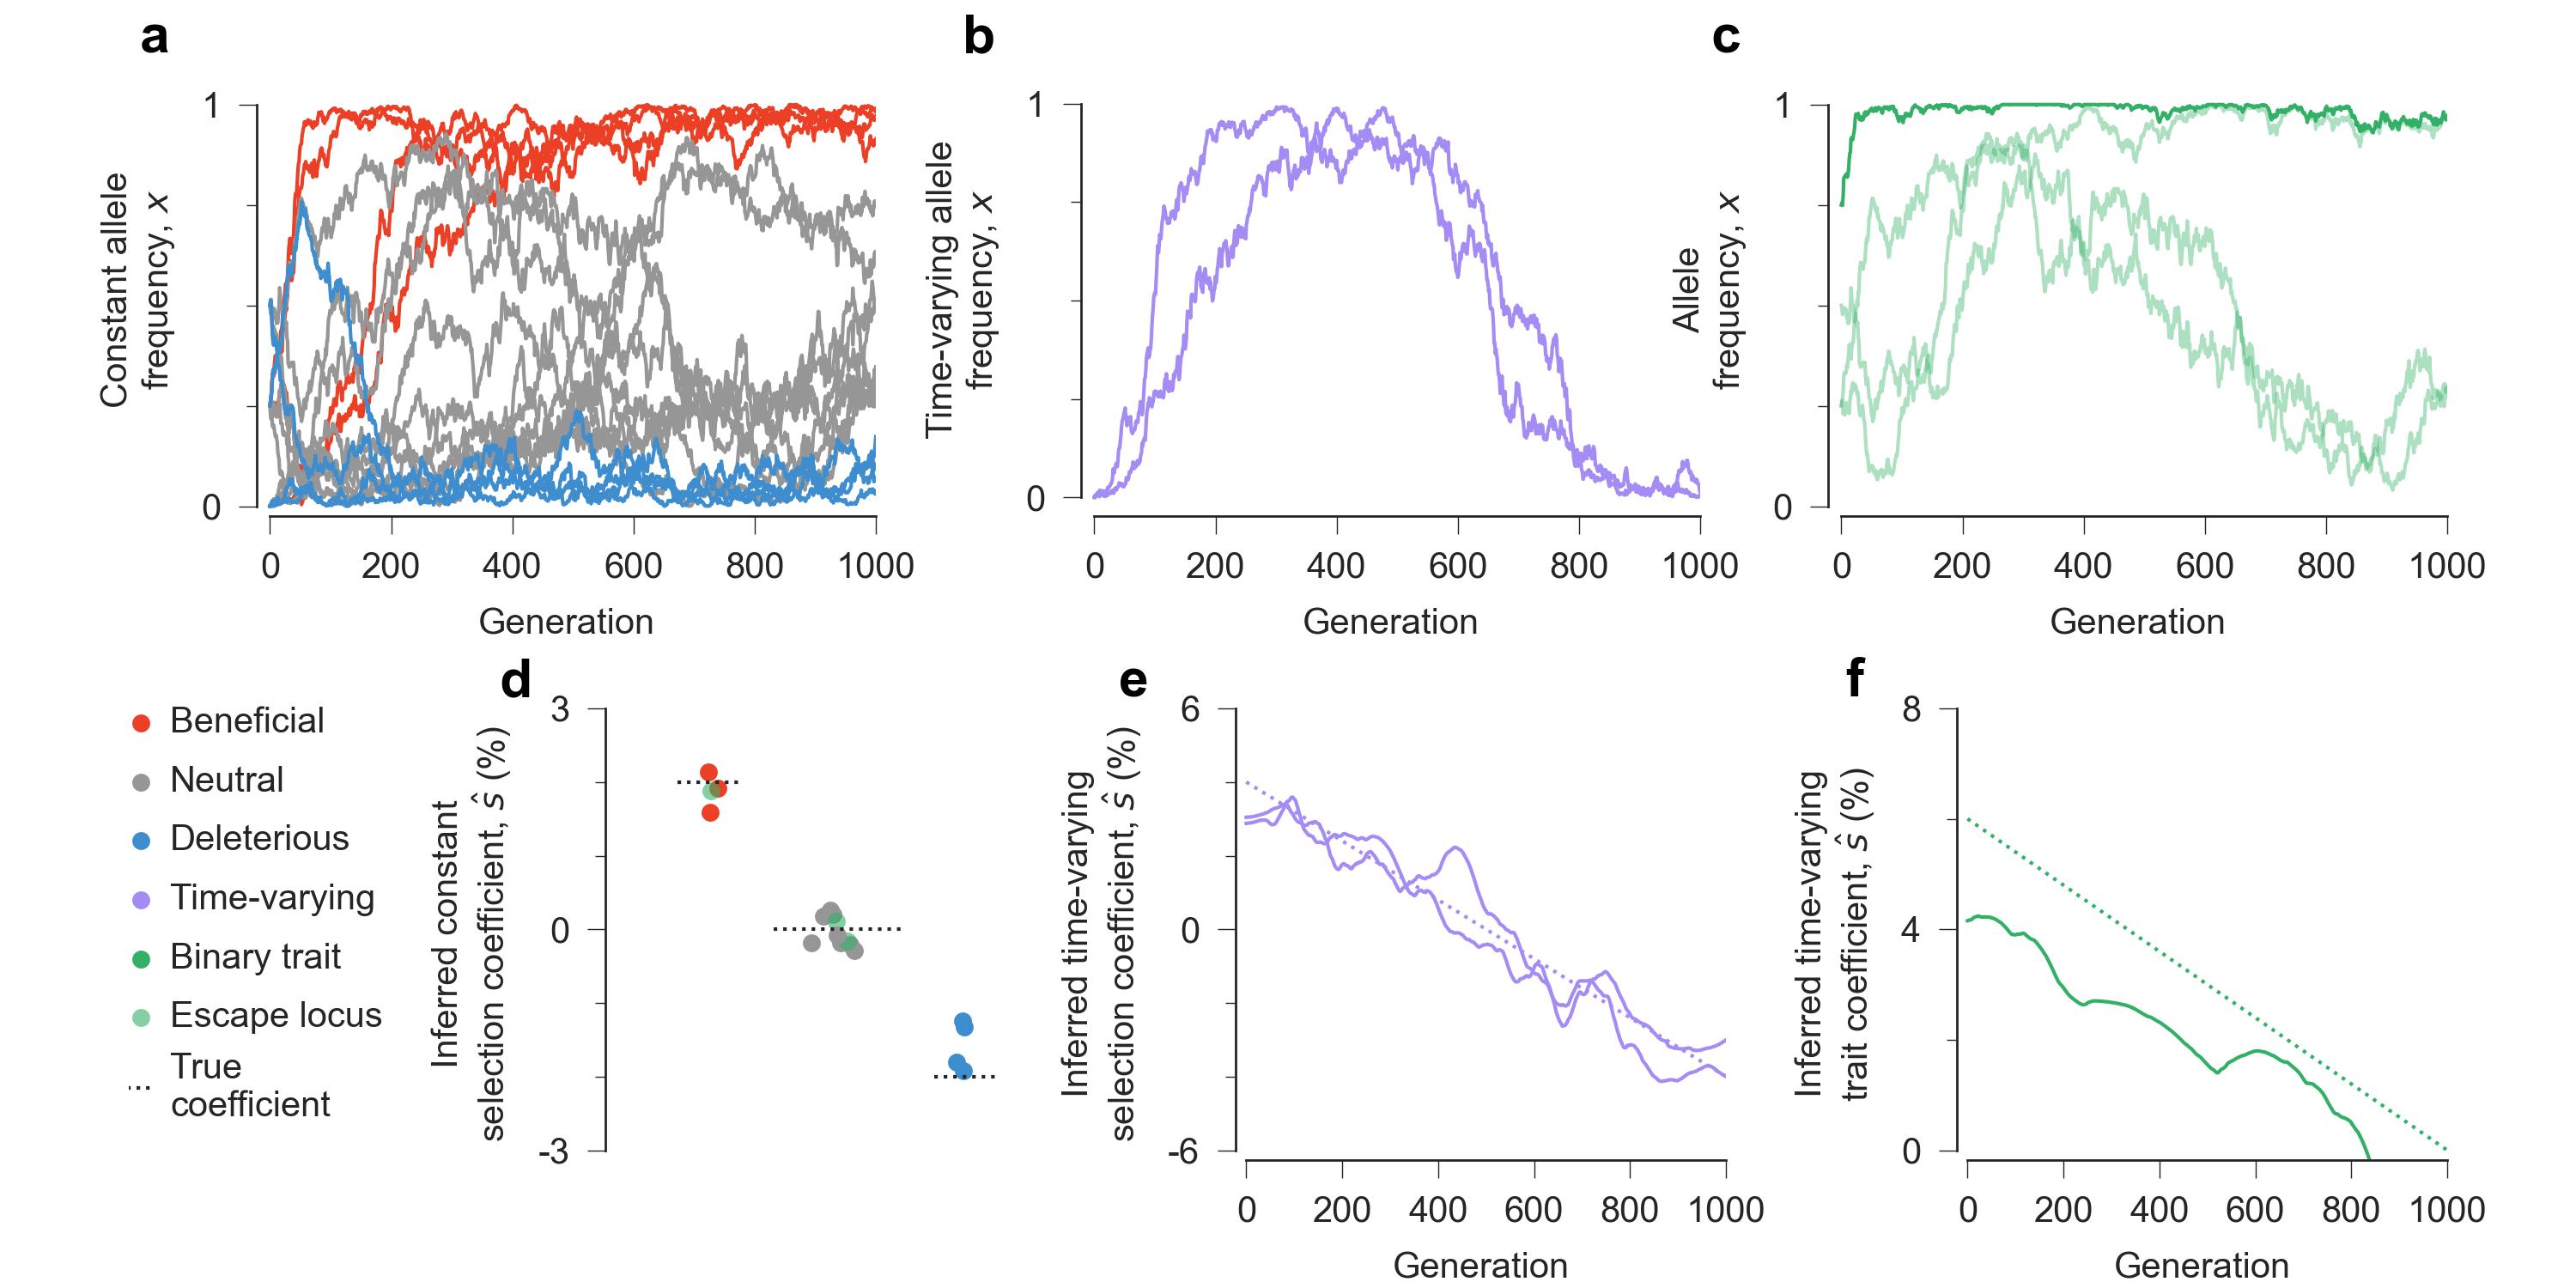 a
Constant allele
frequency, x
1
0
0 200 400 600 800 1000
Generation
b
Time-varying allele
frequency, x
1
0
0 200 400 600 800 1000
Generation
c
Allele
frequency, x
1
0
0 200 400 600 800 1000
Generation
Beneficial
Neutral
Deleterious
Time-varying
Binary trait
Escape locus
True
coefficient
d
Inferred constant
selection coefficient, ŝ (%)
3
0
-3
e
Inferred time-varying
selection coefficient, ŝ (%)
6
0
-6
0 200 400 600 800 1000
Generation
f
Inferred time-varying
trait coefficient, ŝ (%)
8
4
0
0 200 400 600 800 1000
Generation